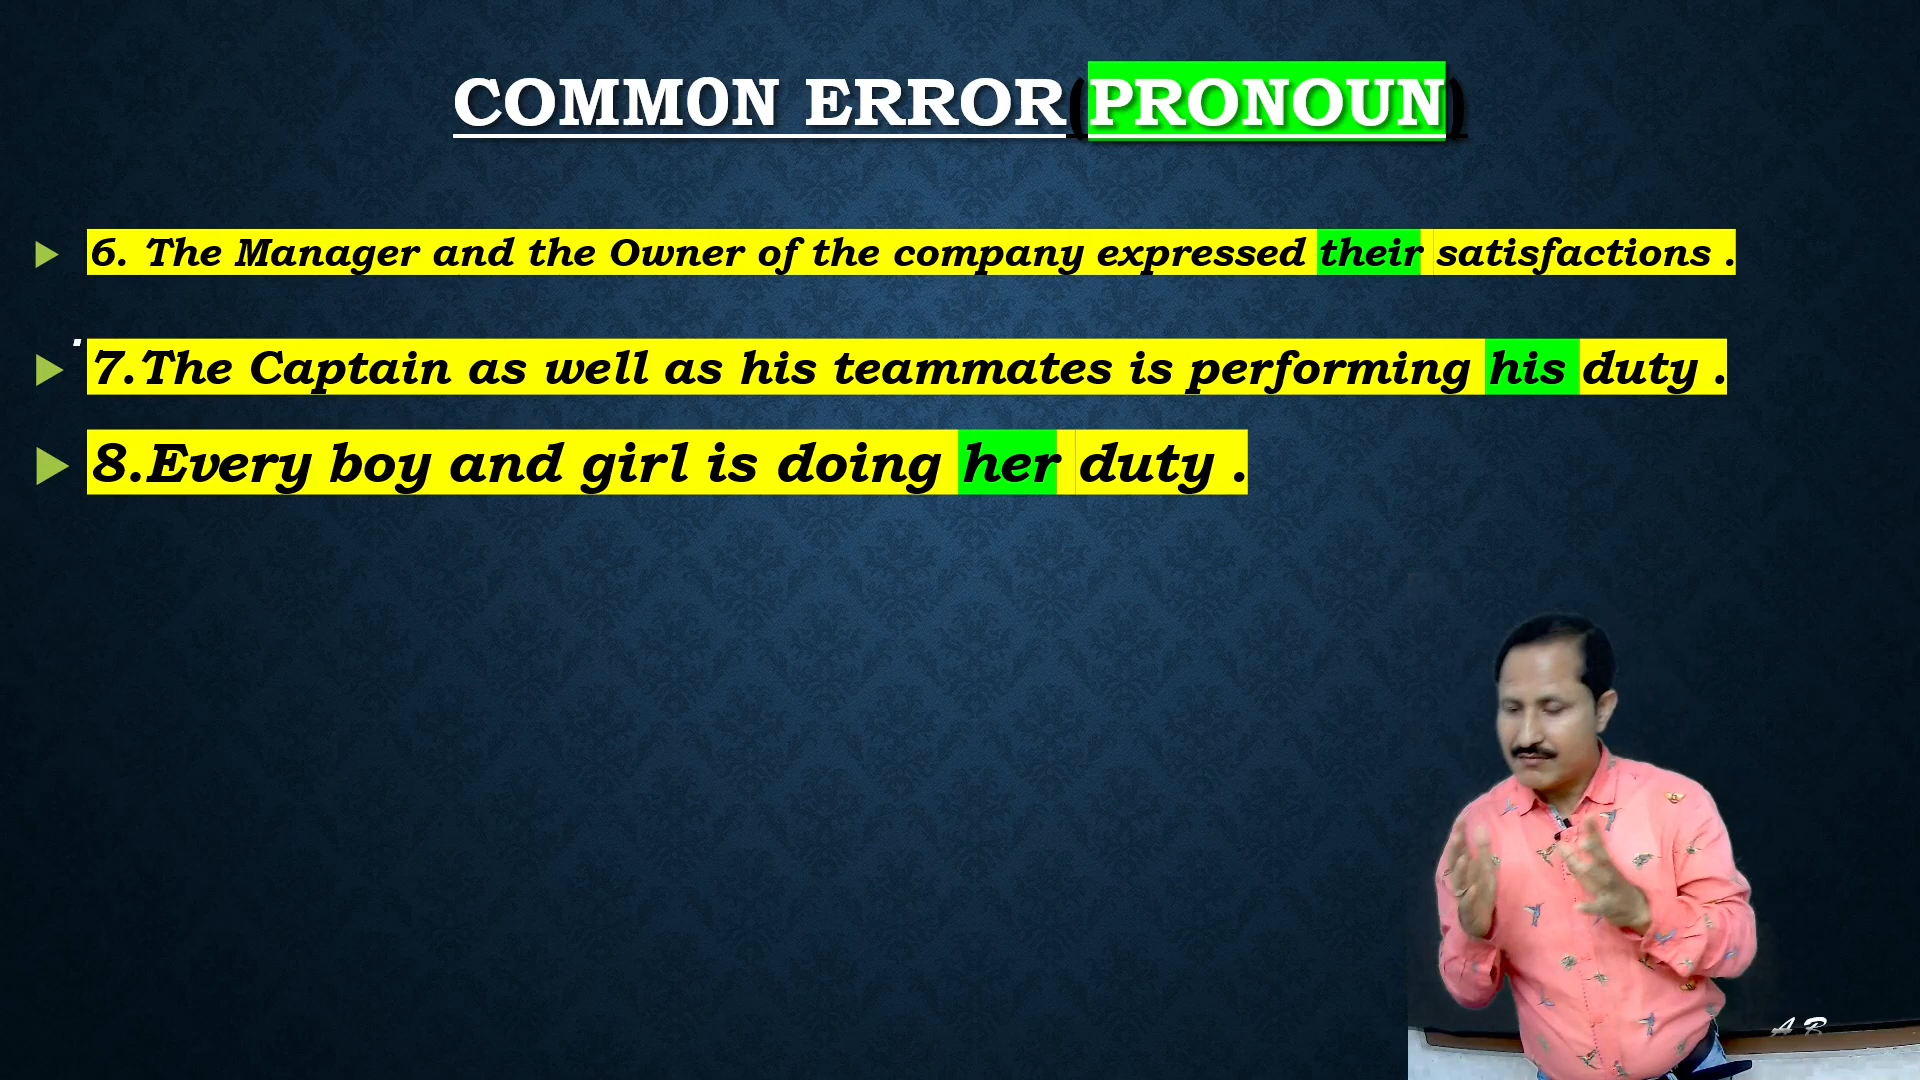 COMMON ERROR(PRONOUN)
6. The Manager and the Owner of the company expressed their satisfactions .
.
7.The Captain as well as his teammates is performing his duty .
8.Every boy and girl is doing her duty .
A B